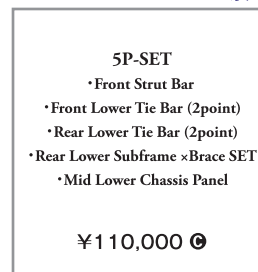 5P-SET
・Front Strut Bar
・Front Lower Tie Bar (2point)
・Rear Lower Tie Bar (2point)
・Rear Lower Subframe ×Brace SET
・Mid Lower Chassis Panel
¥110,000 C